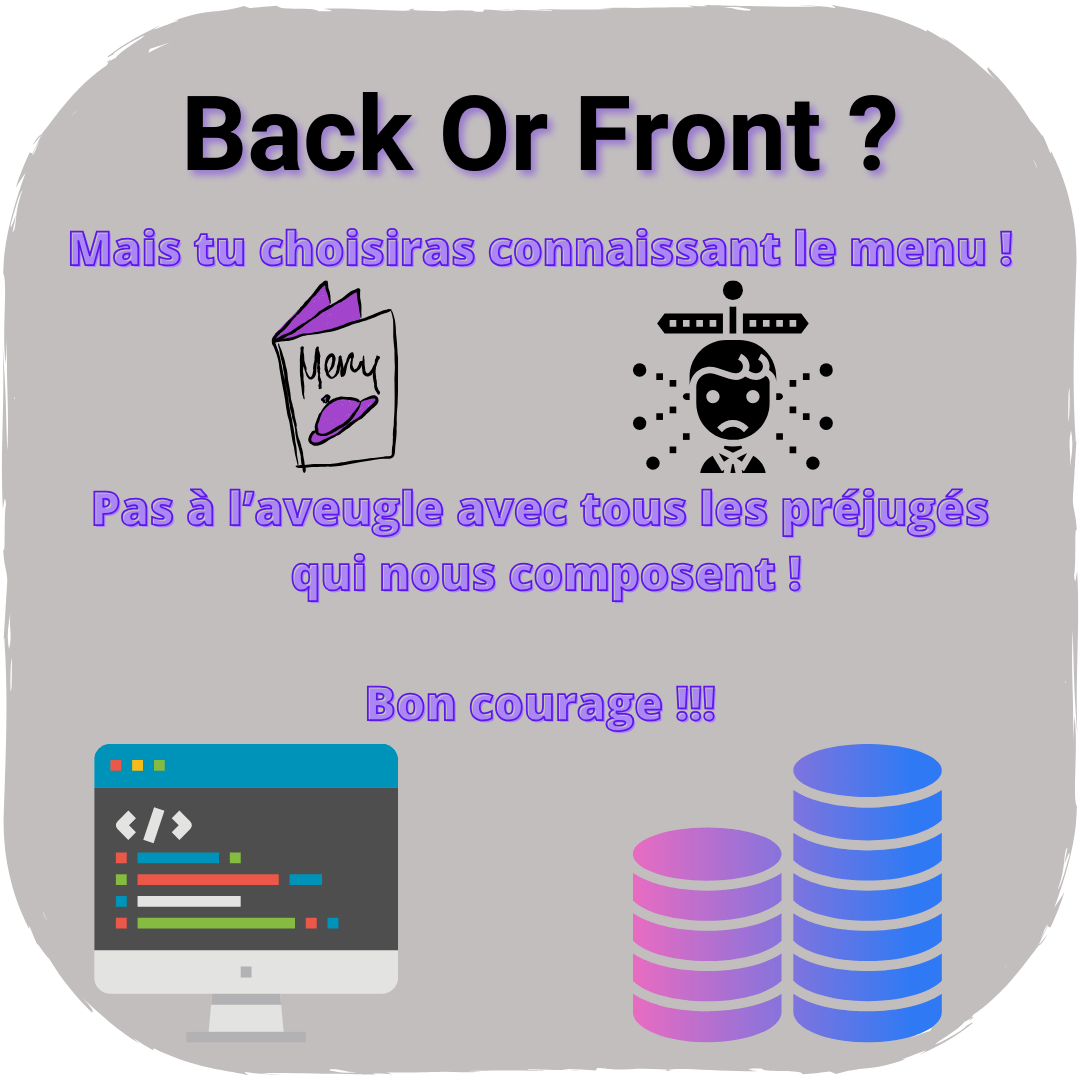 Back Or Front ?
Mais tu choisiras connaissant le menu !
Menu
Pas à l’aveugle avec tous les préjugés
qui nous composent !
Bon courage !!!
</>